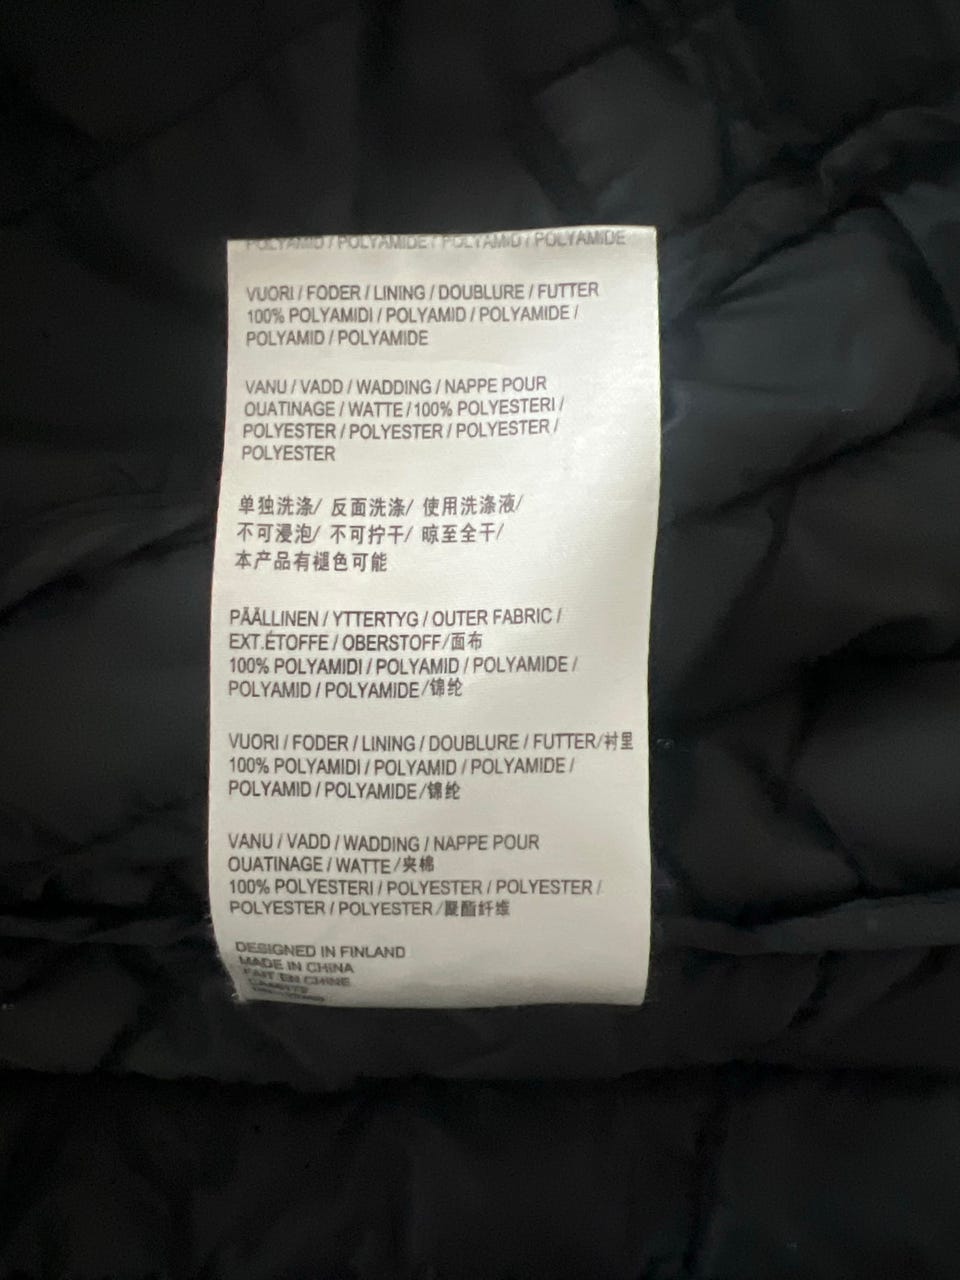 POLYAMID / POLYAMIDE / POLYAMID / POLYAMIDE
VUORI / FODER / LINING / DOUBLURE / FUTTER
100% POLYAMIDI / POLYAMID / POLYAMIDE /
POLYAMID / POLYAMIDE
VANU / VADD / WADDING / NAPPE POUR
OUATINAGE / WATTE / 100% POLYESTERI /
POLYESTER / POLYESTER / POLYESTER /
POLYESTER
单独洗涤/ 反面洗涤/ 使用洗涤液/
不可浸泡/ 不可拧干/ 晾至全干/
本产品有褪色可能
PÄÄLLINEN / YTTERTYG / OUTER FABRIC /
EXT.ÉTOFFE / OBERSTOFF/面布
100% POLYAMIDI / POLYAMID / POLYAMIDE /
POLYAMID / POLYAMIDE/锦纶
VUORI / FODER / LINING / DOUBLURE / FUTTER/衬里
100% POLYAMIDI / POLYAMID / POLYAMIDE /
POLYAMID / POLYAMIDE/锦纶
VANU / VADD / WADDING / NAPPE POUR
OUATINAGE / WATTE/夹棉
100% POLYESTERI / POLYESTER / POLYESTER /
POLYESTER / POLYESTER/聚酯纤维
DESIGNED IN FINLAND
MADE IN CHINA
FAIT EN CHINE